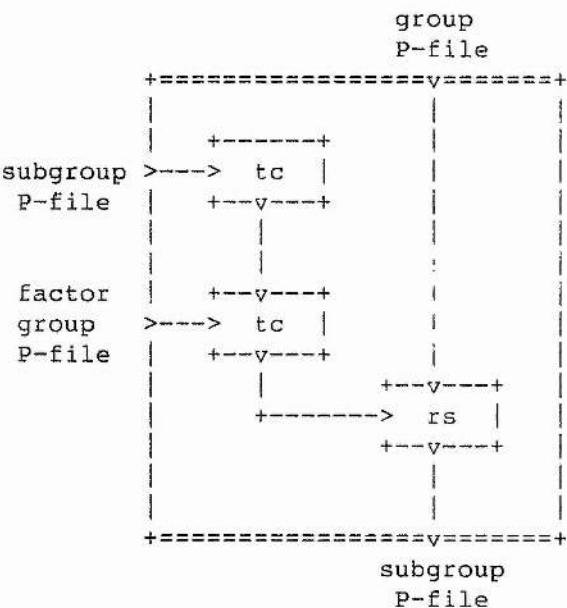 group
P-file
subgroup
P-file
tc
factor
group
P-file
tc
rs
subgroup
P-file